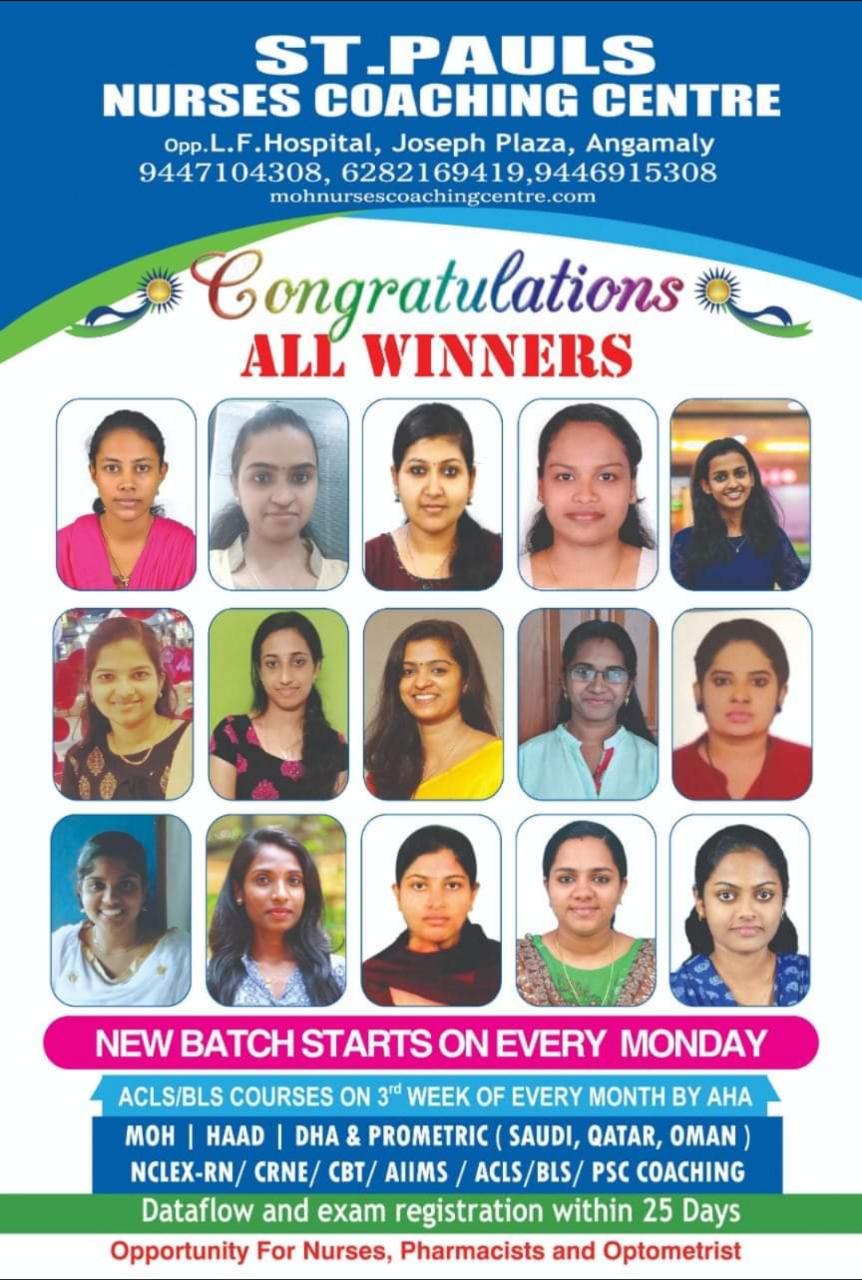 ST.PAULS
NURSES COACHING CENTRE
Opp.L.F.Hospital, Joseph Plaza, Angamaly
9447104308, 6282169419,9446915308
mohnursescoachingcentre.com
Congratulations
ALL WINNERS
NEW BATCH STARTS ON EVERY MONDAY
ACLS/BLS COURSES ON 3rd WEEK OF EVERY MONTH BY AHA
MOH | HAAD | DHA & PROMETRIC ( SAUDI, QATAR, OMAN )
NCLEX-RN/ CRNE/ CBT/ AIIMS / ACLS/BLS/ PSC COACHING
Dataflow and exam registration within 25 Days
Opportunity For Nurses, Pharmacists and Optometrist